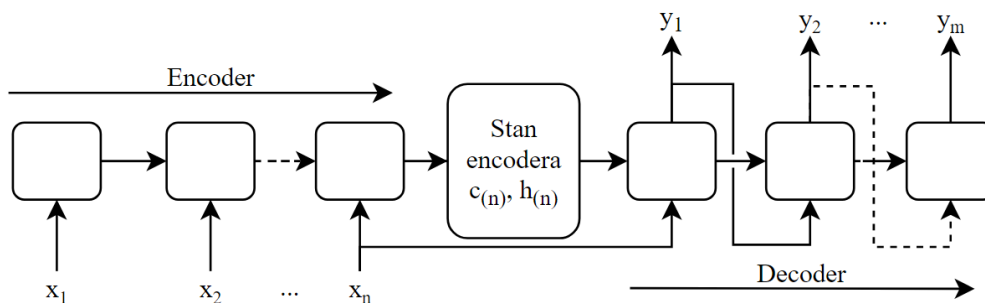 y₁ y₂ ... yₘ
Encoder
Stan
encodera
c₍ₙ₎, h₍ₙ₎
x₁ x₂ ... xₙ
Decoder